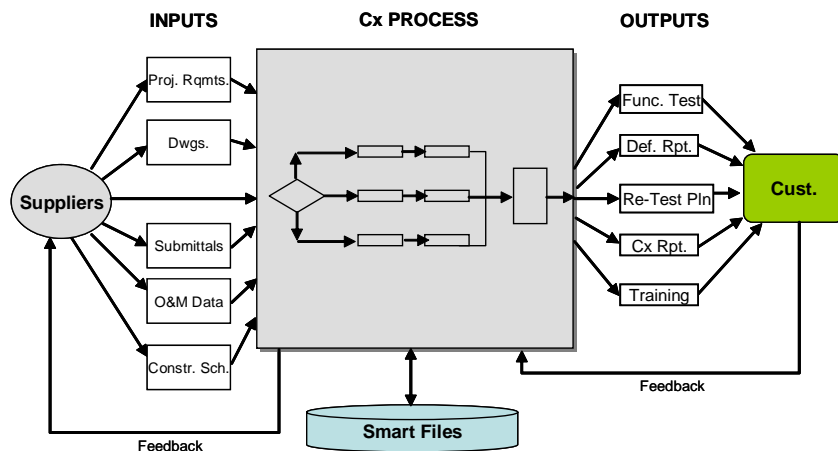 INPUTS
Cx PROCESS
OUTPUTS
Proj. Rqmts.
Dwgs.
Suppliers
Submittals
O&M Data
Constr. Sch.
Func. Test
Def. Rpt.
Re-Test Pln
Cx Rpt.
Training
Cust.
Feedback
Feedback
Smart Files